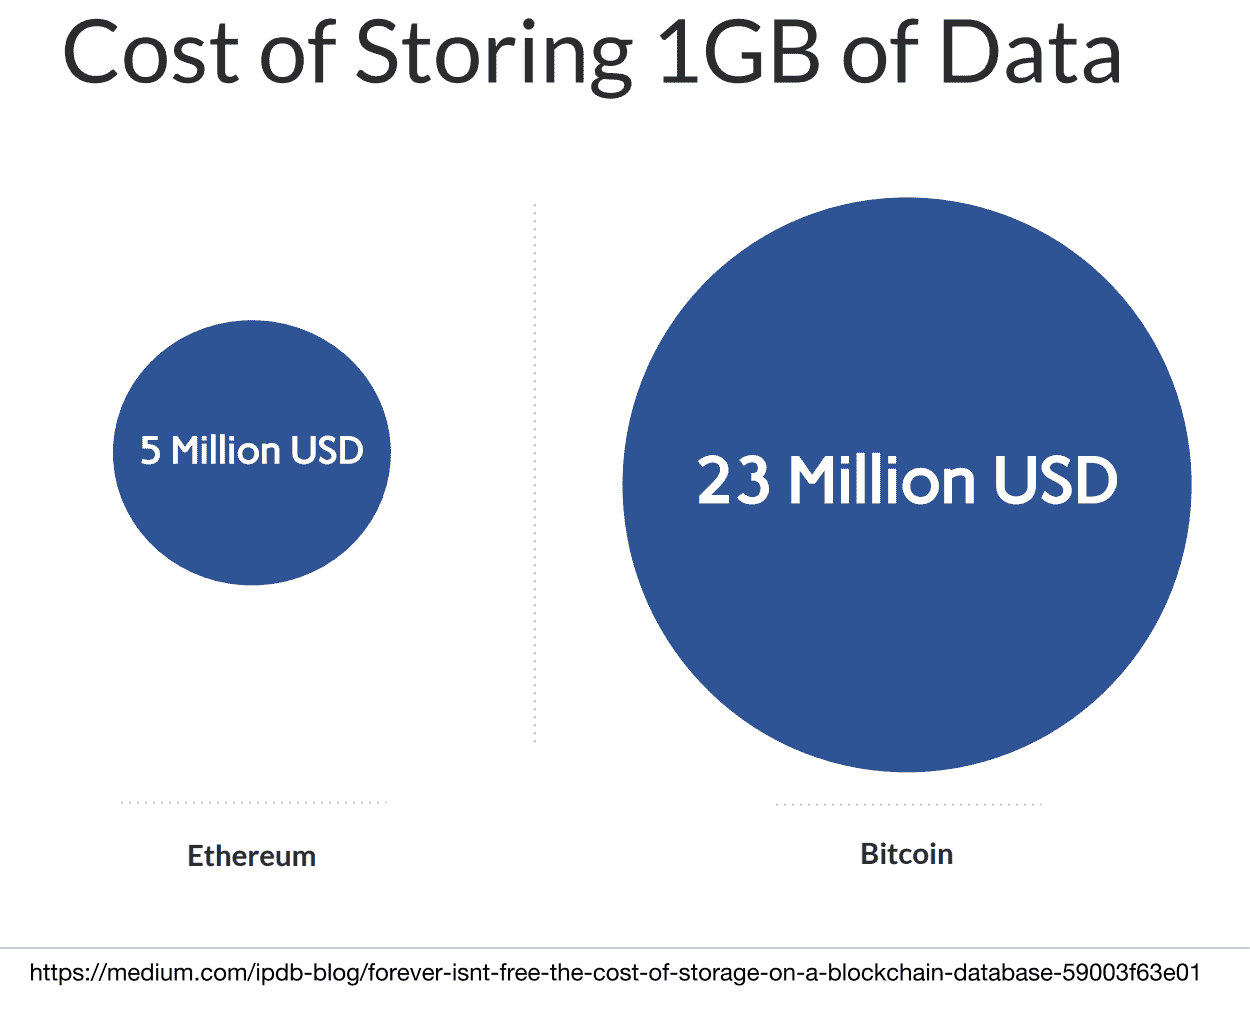 Cost of Storing 1GB of Data
5 Million USD
23 Million USD
Ethereum
Bitcoin
https://medium.com/ipdb-blog/forever-isnt-free-the-cost-of-storage-on-a-blockchain-database-59003f63e01